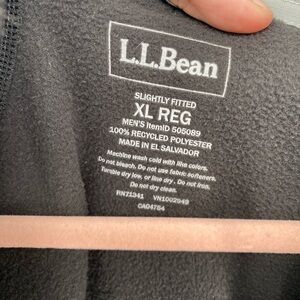 L.L.Bean
SLIGHTLY FITTED
XL REG
MEN'S ItemID 505089
100% RECYCLED POLYESTER
MADE IN EL SALVADOR
Machine wash cold with like colors.
Do not bleach. Do not use fabric softeners.
Tumble dry low, or line dry. Do not iron.
Do not dry clean.
RN71341 VN1002949
CA04784